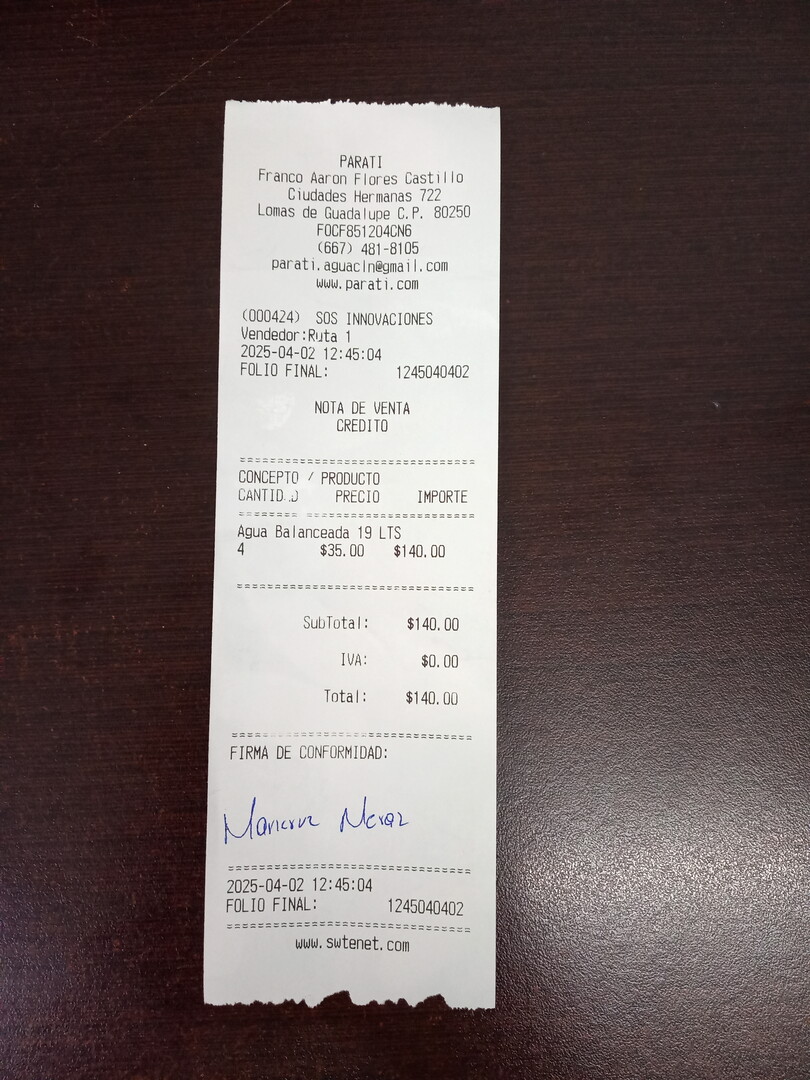 PARATI
Franco Aaron Flores Castillo
Ciudades Hermanas 722
Lomas de Guadalupe C.P. 80250
FOCF851204CN6
(667) 481-8105
parati.aguacln@gmail.com
www.parati.com
(000424) SOS INNOVACIONES
Vendedor:Ruta 1
2025-04-02 12:45:04
FOLIO FINAL: 1245040402
NOTA DE VENTA
CREDITO
==================================
CONCEPTO / PRODUCTO
CANTIDAD PRECIO IMPORTE
==================================
Agua Balanceada 19 LTS
4 $35.00 $140.00
==================================
SubTotal: $140.00
IVA: $0.00
Total: $140.00
==================================
FIRMA DE CONFORMIDAD:
Maricruz Meraz
==================================
2025-04-02 12:45:04
FOLIO FINAL: 1245040402
==================================
www.swtenet.com